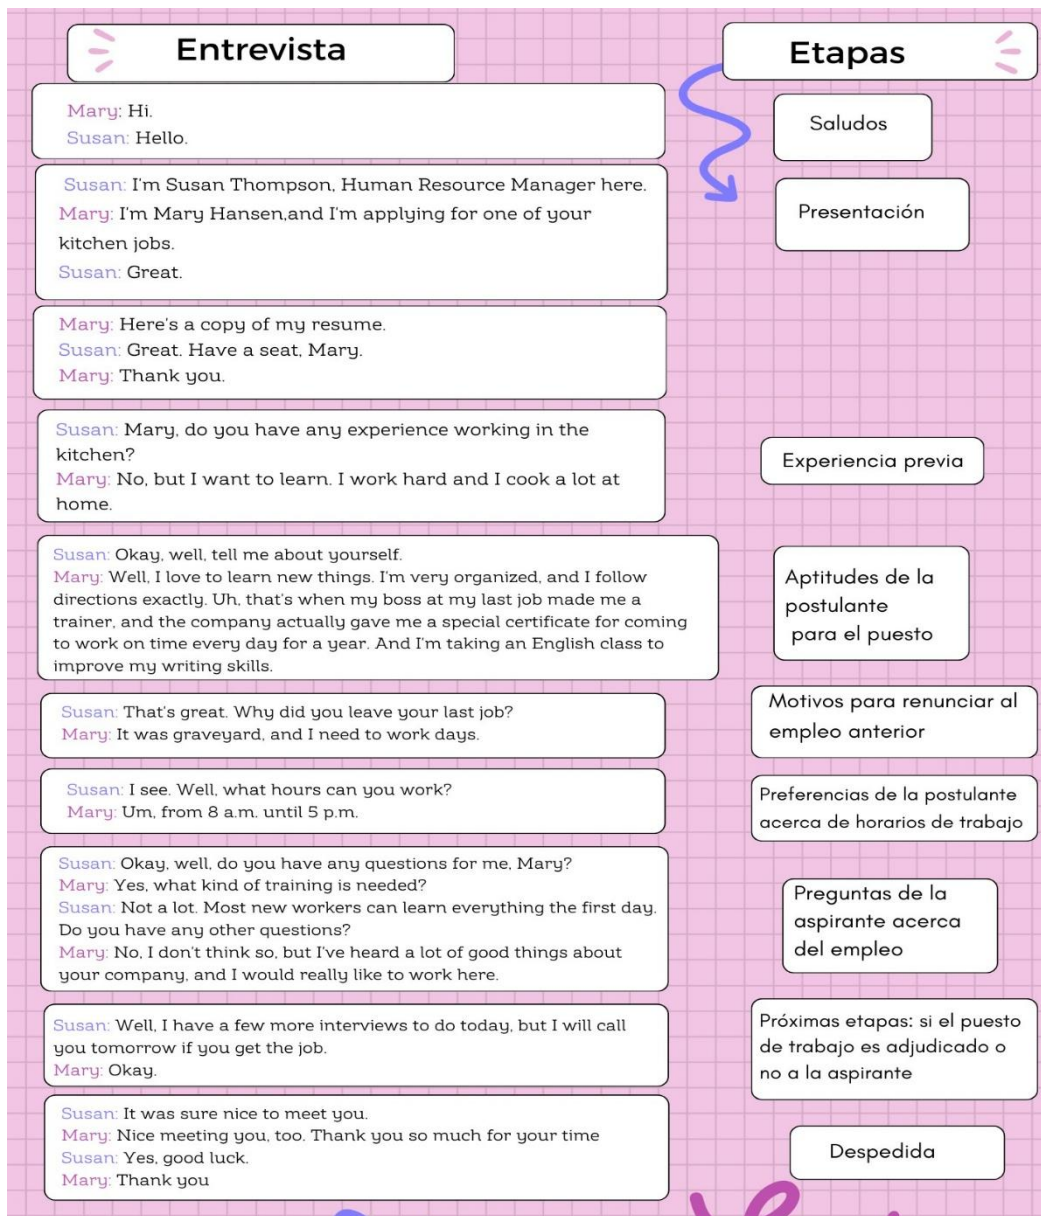 Entrevista
Etapas
Mary: Hi.
Susan: Hello.
Saludos
Susan: I'm Susan Thompson, Human Resource Manager here.
Mary: I'm Mary Hansen,and I'm applying for one of your
kitchen jobs.
Susan: Great.
Presentación
Mary: Here's a copy of my resume.
Susan: Great. Have a seat, Mary.
Mary: Thank you.
Susan: Mary, do you have any experience working in the
kitchen?
Mary: No, but I want to learn. I work hard and I cook a lot at
home.
Experiencia previa
Susan: Okay, well, tell me about yourself.
Mary: Well, I love to learn new things. I'm very organized, and I follow
directions exactly. Uh, that's when my boss at my last job made me a
trainer, and the company actually gave me a special certificate for coming
to work on time every day for a year. And I'm taking an English class to
improve my writing skills.
Aptitudes de la
postulante
para el puesto
Susan: That's great. Why did you leave your last job?
Mary: It was graveyard, and I need to work days.
Motivos para renunciar al
empleo anterior
Susan: I see. Well, what hours can you work?
Mary: Um, from 8 a.m. until 5 p.m.
Preferencias de la postulante
acerca de horarios de trabajo
Susan: Okay, well, do you have any questions for me, Mary?
Mary: Yes, what kind of training is needed?
Susan: Not a lot. Most new workers can learn everything the first day.
Do you have any other questions?
Mary: No, I don't think so, but I've heard a lot of good things about
your company, and I would really like to work here.
Preguntas de la
aspirante acerca
del empleo
Susan: Well, I have a few more interviews to do today, but I will call
you tomorrow if you get the job.
Mary: Okay.
Próximas etapas: si el puesto
de trabajo es adjudicado o
no a la aspirante
Susan: It was sure nice to meet you.
Mary: Nice meeting you, too. Thank you so much for your time
Susan: Yes, good luck.
Mary: Thank you
Despedida